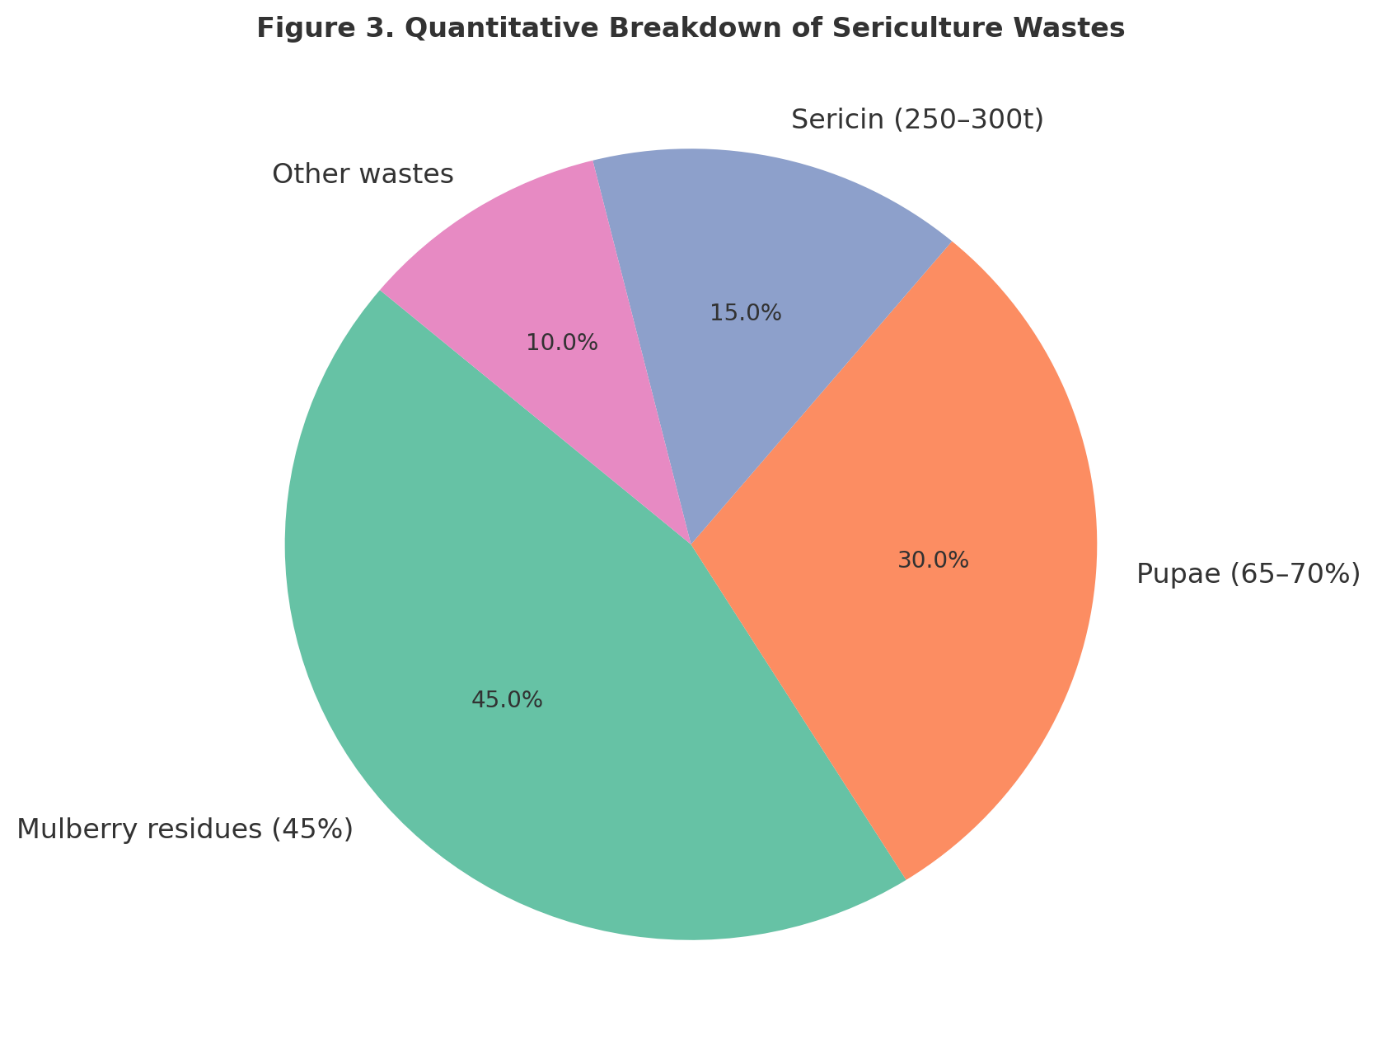 Figure 3. Quantitative Breakdown of Sericulture Wastes
Sericin (250–300t)
Other wastes
15.0%
10.0%
30.0%
Pupae (65–70%)
45.0%
Mulberry residues (45%)